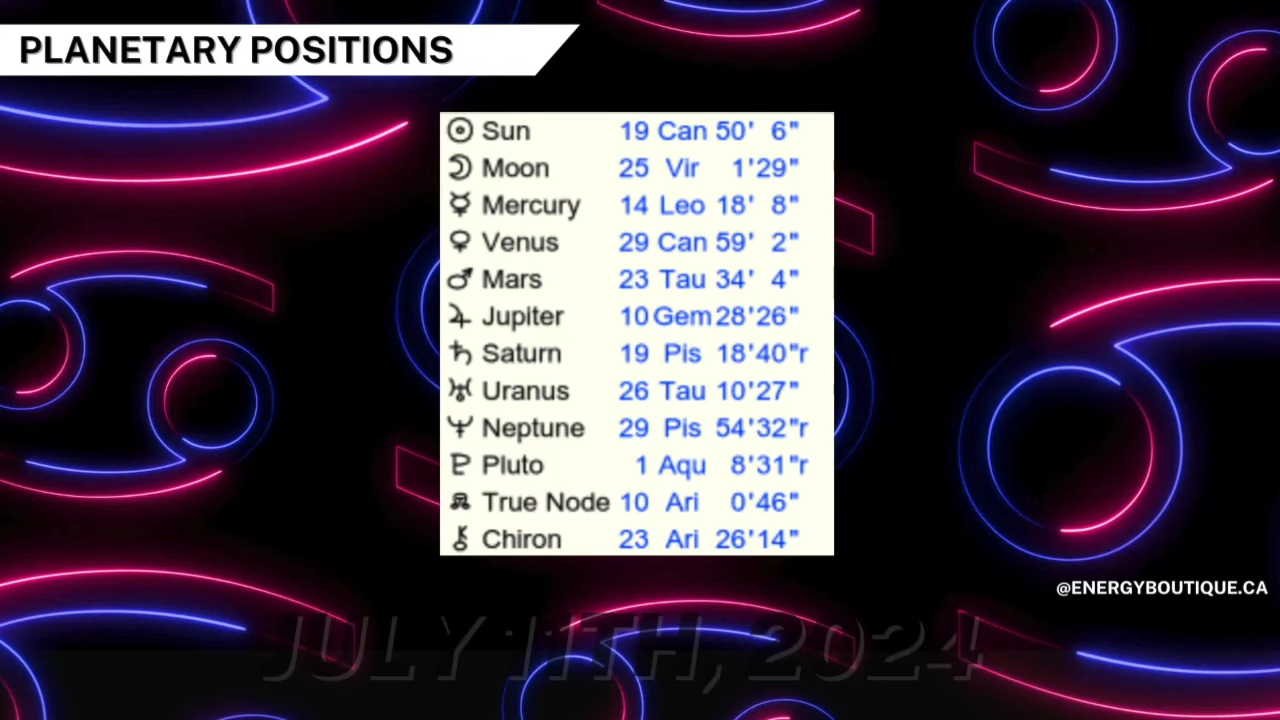 PLANETARY POSITIONS
Sun 19 Can 50' 6"
Moon 25 Vir 1'29"
Mercury 14 Leo 18' 8"
Venus 29 Can 59' 2"
Mars 23 Tau 34' 4"
Jupiter 10 Gem 28'26"
Saturn 19 Pis 18'40"r
Uranus 26 Tau 10'27"
Neptune 29 Pis 54'32"r
Pluto 1 Aqu 8'31"r
True Node 10 Ari 0'46"
Chiron 23 Ari 26'14"
@ENERGYBOUTIQUE.CA
JULY 11TH, 2024